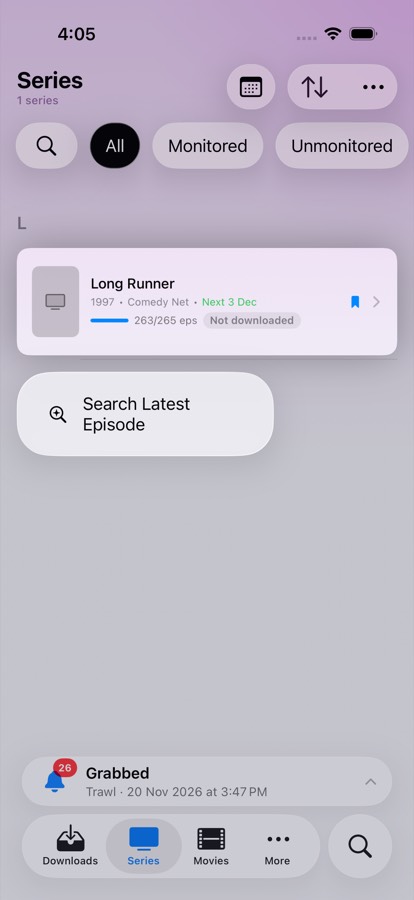 4:05
Series
1 series
All
Monitored
Unmonitored
L
Long Runner
1997 • Comedy Net • Next 3 Dec
263/265 eps Not downloaded
Search Latest
Episode
26
Grabbed
Trawl · 20 Nov 2026 at 3:47 PM
Downloads
Series
Movies
More